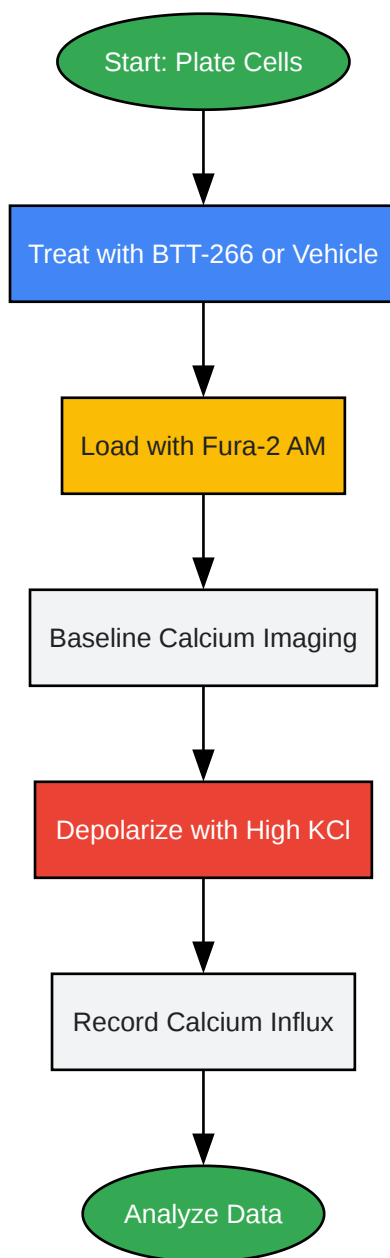 Start: Plate Cells
Treat with BTT-266 or Vehicle
Load with Fura-2 AM
Baseline Calcium Imaging
Depolarize with High KCl
Record Calcium Influx
Analyze Data